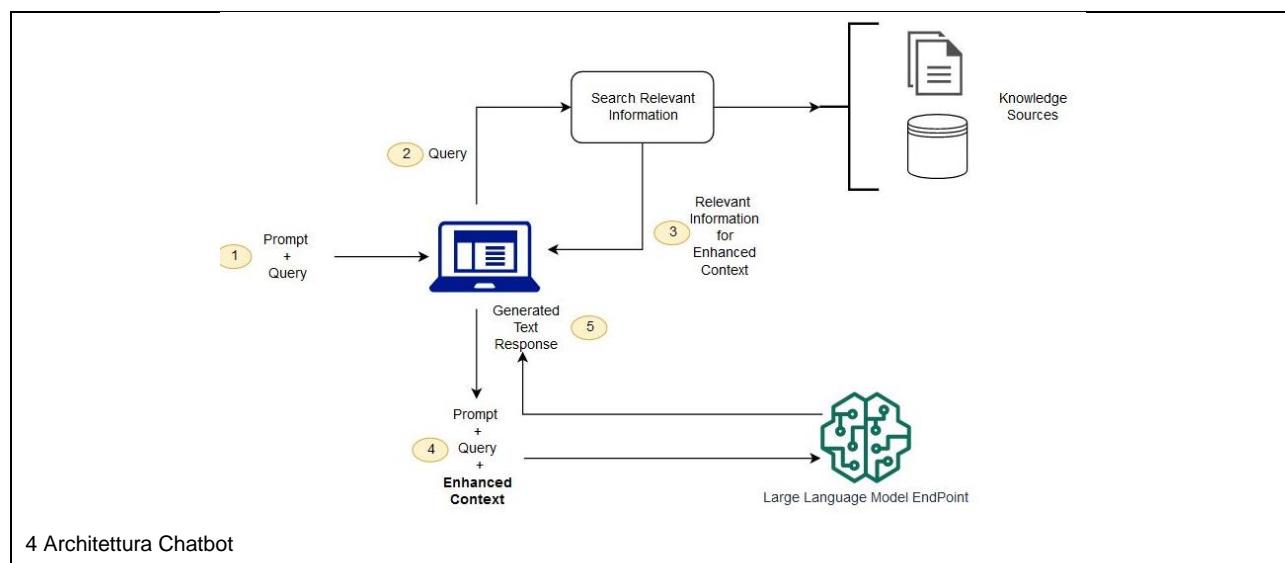 Search Relevant
Information
Knowledge
Sources
2
Query
3
Relevant
Information
for
Enhanced
Context
1
Prompt
+
Query
Generated
Text
Response
5
4
Prompt
+
Query
+
Enhanced
Context
Large Language Model EndPoint
4 Architettura Chatbot